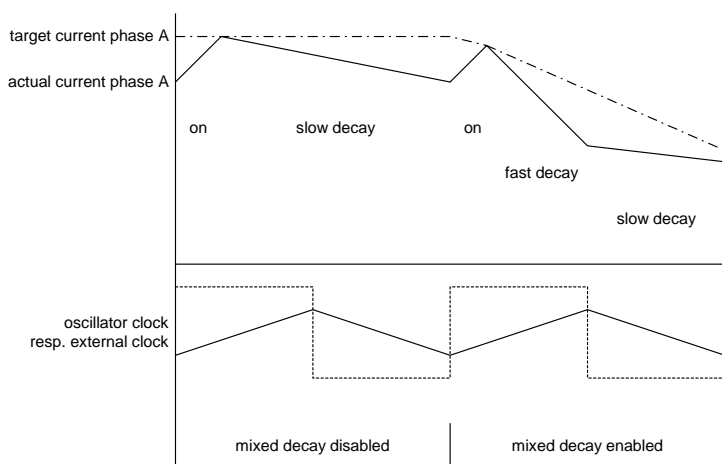 target current phase A
actual current phase A
on
slow decay
on
fast decay
slow decay
oscillator clock
resp. external clock
mixed decay disabled
mixed decay enabled